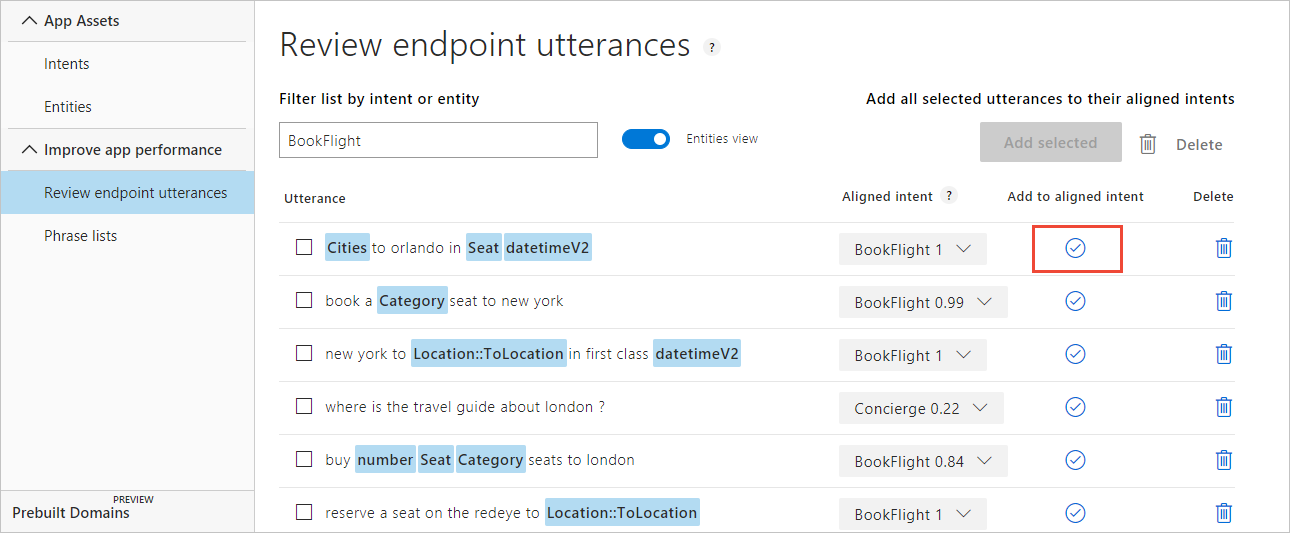 App Assets
Intents
Entities
Improve app performance
Review endpoint utterances
Phrase lists
PREVIEW
Prebuilt Domains
Review endpoint utterances ?
Filter list by intent or entity
Add all selected utterances to their aligned intents
BookFlight
Entities view
Add selected
Delete
Utterance Aligned intent ? Add to aligned intent Delete
Cities to orlando in Seat datetimeV2 BookFlight 1
book a Category seat to new york BookFlight 0.99
new york to Location::ToLocation in first class datetimeV2 BookFlight 1
where is the travel guide about london ? Concierge 0.22
buy number Seat Category seats to london BookFlight 0.84
reserve a seat on the redeye to Location::ToLocation BookFlight 1